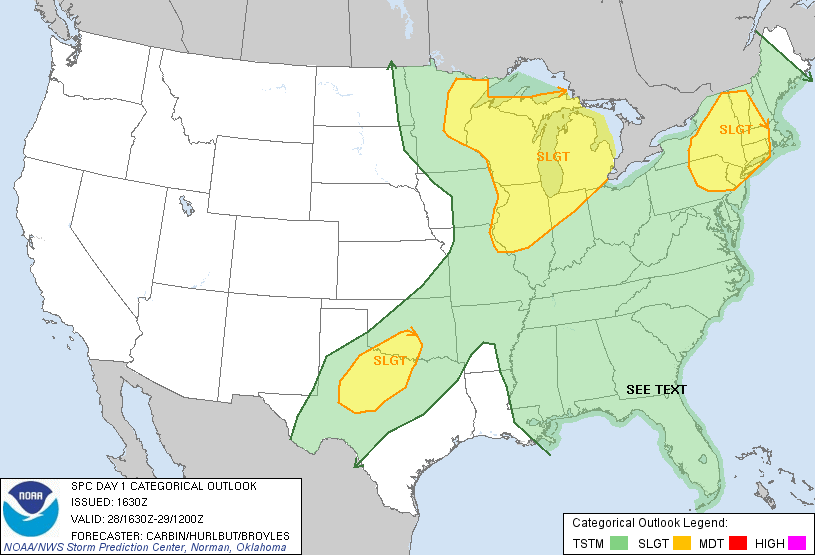 SLGT
SLGT
SLGT
SEE TEXT
NOAA
SPC DAY 1 CATEGORICAL OUTLOOK
ISSUED: 1630Z
VALID: 28/1630Z-29/1200Z
FORECASTER: CARBIN/HURLBUT/BROYLES
NOAA/NWS Storm Prediction Center, Norman, Oklahoma
Categorical Outlook Legend:
TSTM SLGT MDT HIGH